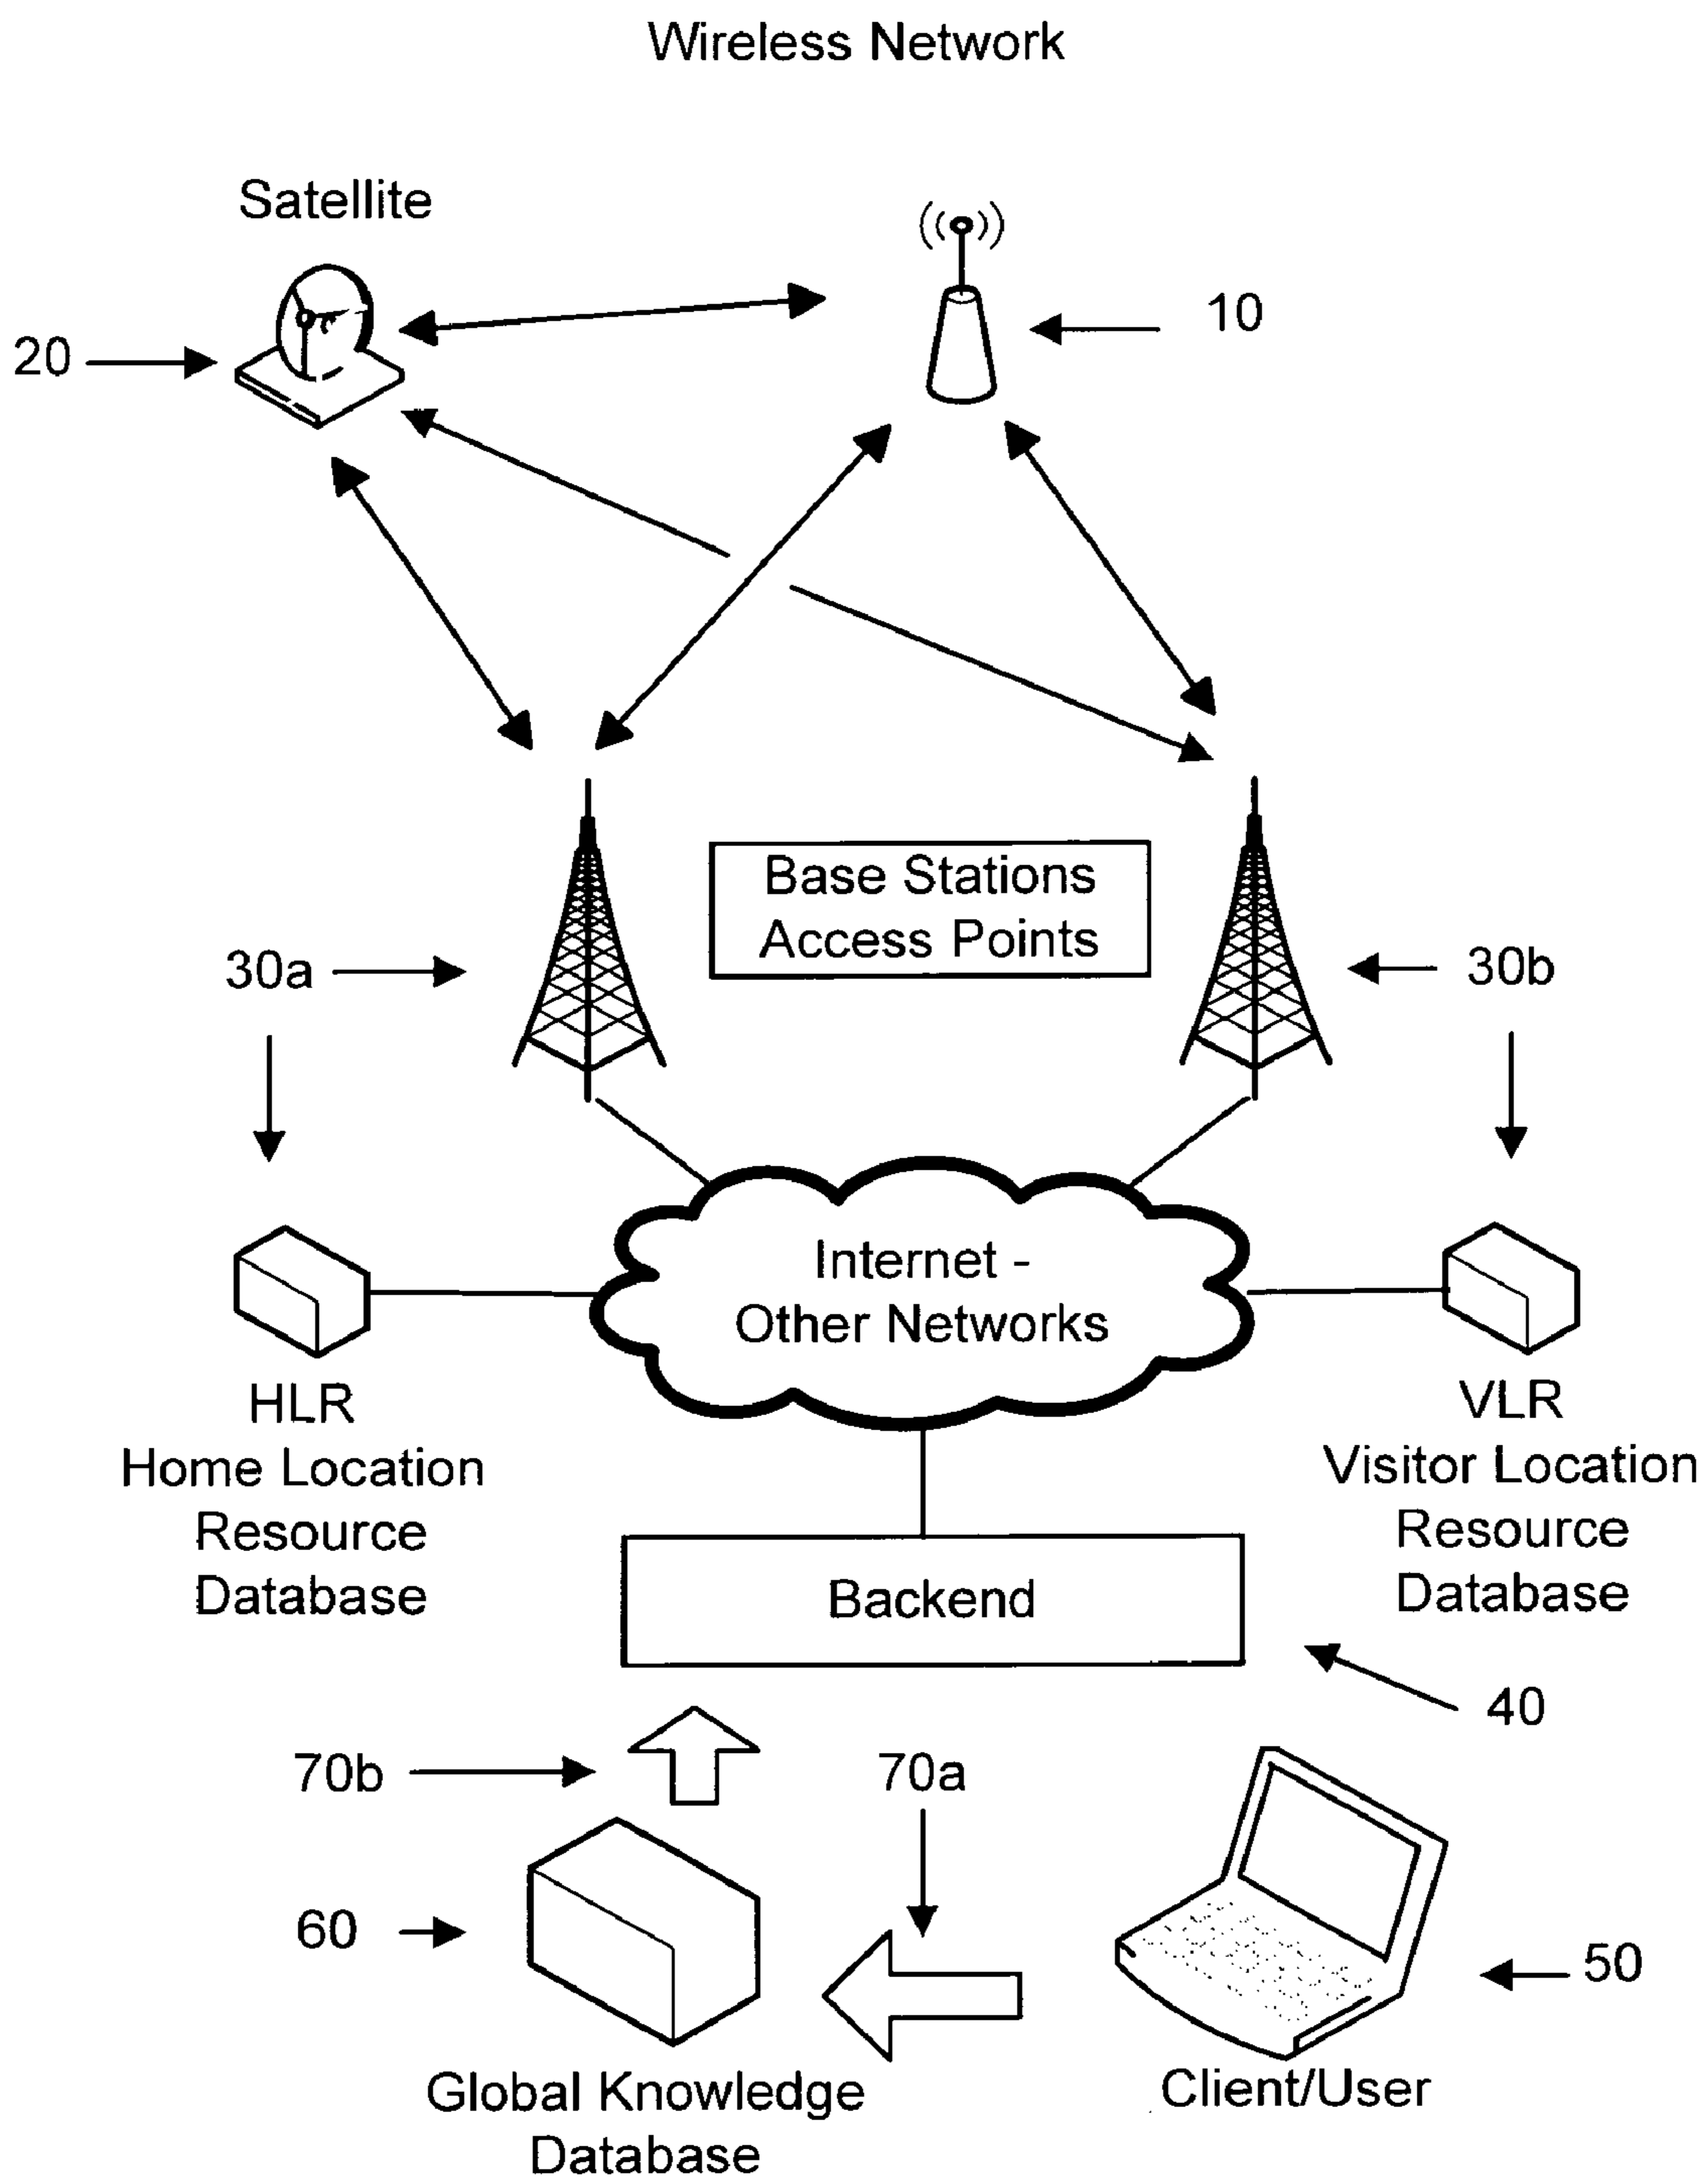 Wireless Network
Satellite
10
20
Base Stations
Access Points
30a
30b
Internet -
Other Networks
HLR
Home Location
Resource
Database
VLR
Visitor Location
Resource
Database
Backend
40
70b
70a
60
50
Global Knowledge
Database
Client/User